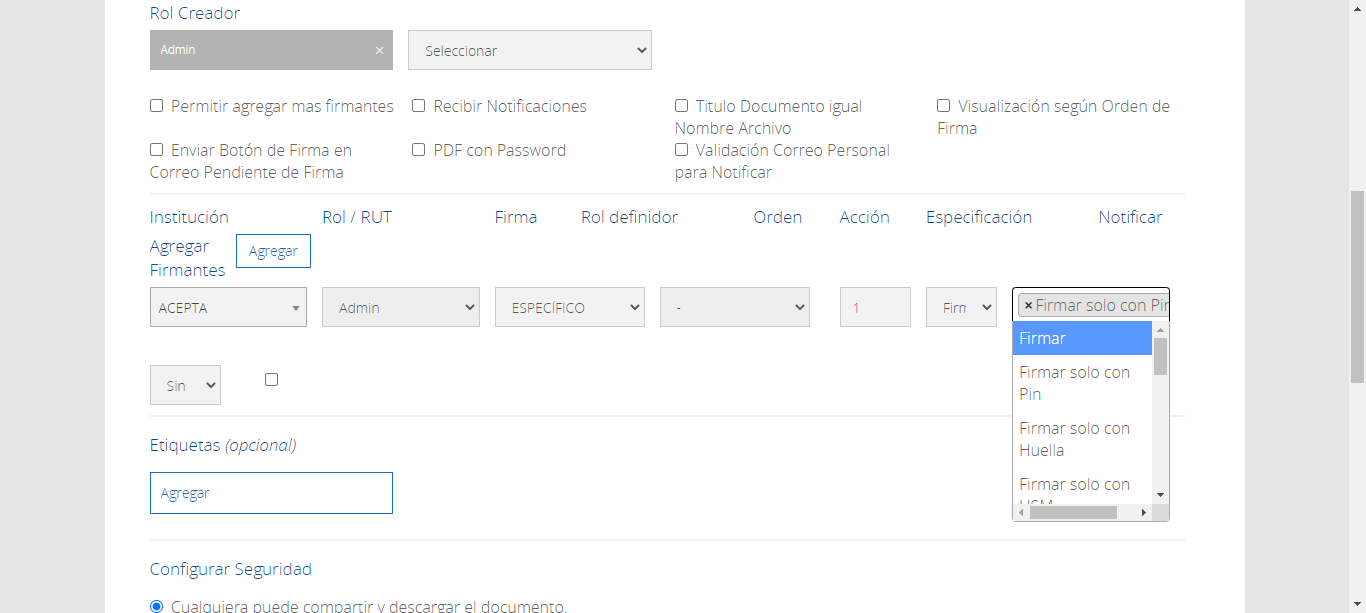 Rol Creador
Admin × Seleccionar
Permitir agregar mas firmantes Recibir Notificaciones Titulo Documento igual Nombre Archivo Visualización según Orden de Firma
Enviar Botón de Firma en Correo Pendiente de Firma PDF con Password Validación Correo Personal para Notificar
Institución Rol / RUT Firma Rol definidor Orden Acción Especificación Notificar
Agregar Firmantes Agregar
ACEPTA Admin ESPECÍFICO - 1 Firm × Firmar solo con Pin
Firmar
Firmar solo con
Pin
Firmar solo con
Huella
Firmar solo con
HSM
Sin
Etiquetas (opcional)
Agregar
Configurar Seguridad
Cualquiera puede compartir y descargar el documento.